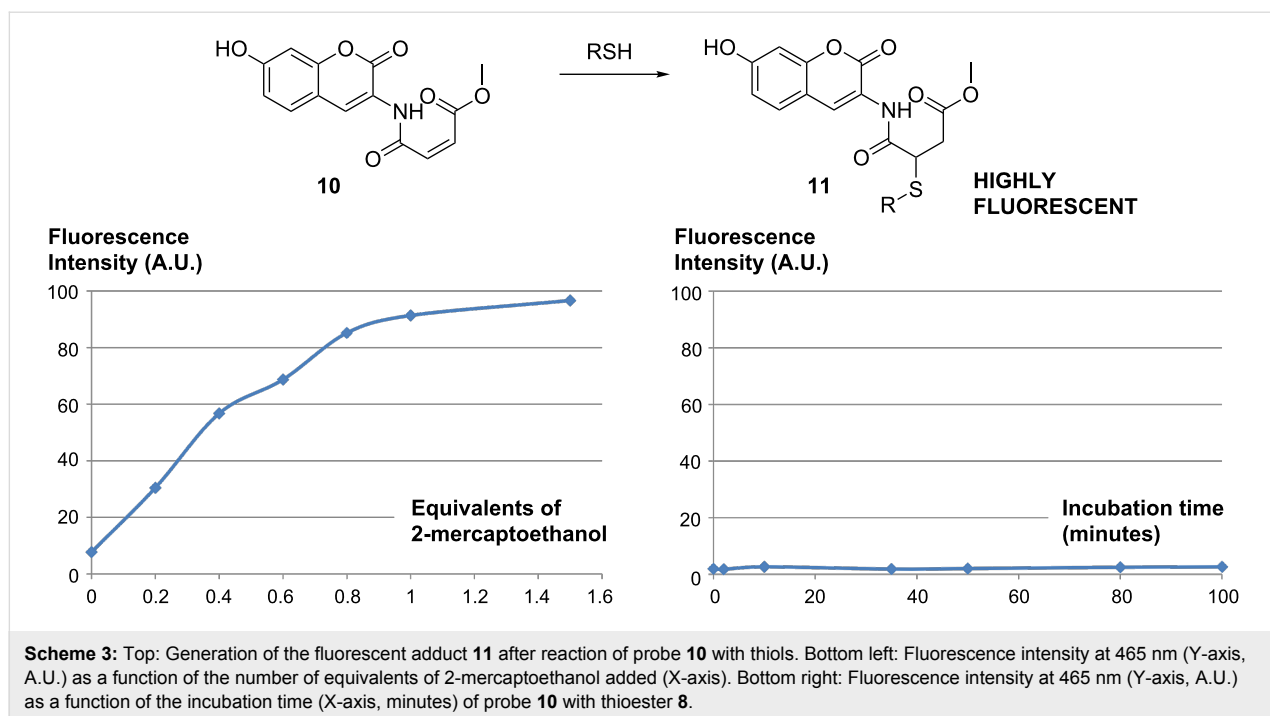 HO O O
NH
O
O
O
10
RSH
HO O O
NH
O
O
O
S
R
11
HIGHLY
FLUORESCENT
Fluorescence
Intensity (A.U.)
100
80
60
40
20
0
0 0.2 0.4 0.6 0.8 1 1.2 1.4 1.6
Equivalents of
2-mercaptoethanol
Fluorescence
Intensity (A.U.)
100
80
60
40
20
0
0 20 40 60 80 100
Incubation time
(minutes)
Scheme 3: Top: Generation of the fluorescent adduct 11 after reaction of probe 10 with thiols. Bottom left: Fluorescence intensity at 465 nm (Y-axis,
A.U.) as a function of the number of equivalents of 2-mercaptoethanol added (X-axis). Bottom right: Fluorescence intensity at 465 nm (Y-axis, A.U.)
as a function of the incubation time (X-axis, minutes) of probe 10 with thioester 8.